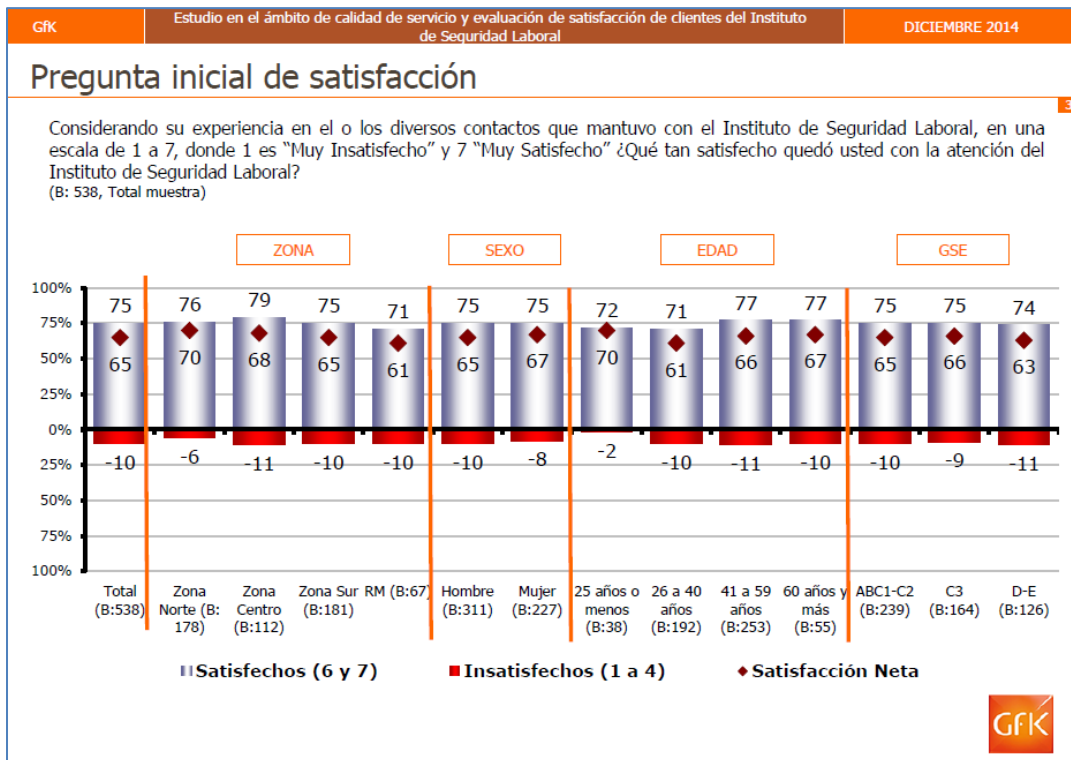 GfK
Estudio en el ámbito de calidad de servicio y evaluación de satisfacción de clientes del Instituto
de Seguridad Laboral
DICIEMBRE 2014
Pregunta inicial de satisfacción
3
Considerando su experiencia en el o los diversos contactos que mantuvo con el Instituto de Seguridad Laboral, en una
escala de 1 a 7, donde 1 es “Muy Insatisfecho” y 7 “Muy Satisfecho” ¿Qué tan satisfecho quedó usted con la atención del
Instituto de Seguridad Laboral?
(B: 538, Total muestra)
ZONA SEXO EDAD GSE
100%
75 76 79 75 71 75 75 72 71 77 77 75 75 74
75%
65 70 68 65 61 65 67 70 61 66 67 65 66 63
50%
25%
0%
-10 -6 -11 -10 -10 -10 -8 -2 -10 -11 -10 -10 -9 -11
25%
50%
75%
100%
Total
(B:538)
Zona
Norte (B:
178)
Zona
Centro
(B:112)
Zona Sur
(B:181)
RM (B:67)
Hombre
(B:311)
Mujer
(B:227)
25 años o
menos
(B:38)
26 a 40
años
(B:192)
41 a 59
años
(B:253)
60 años y
más
(B:55)
ABC1-C2
(B:239)
C3
(B:164)
D-E
(B:126)
Satisfechos (6 y 7) Insatisfechos (1 a 4) Satisfacción Neta
GfK